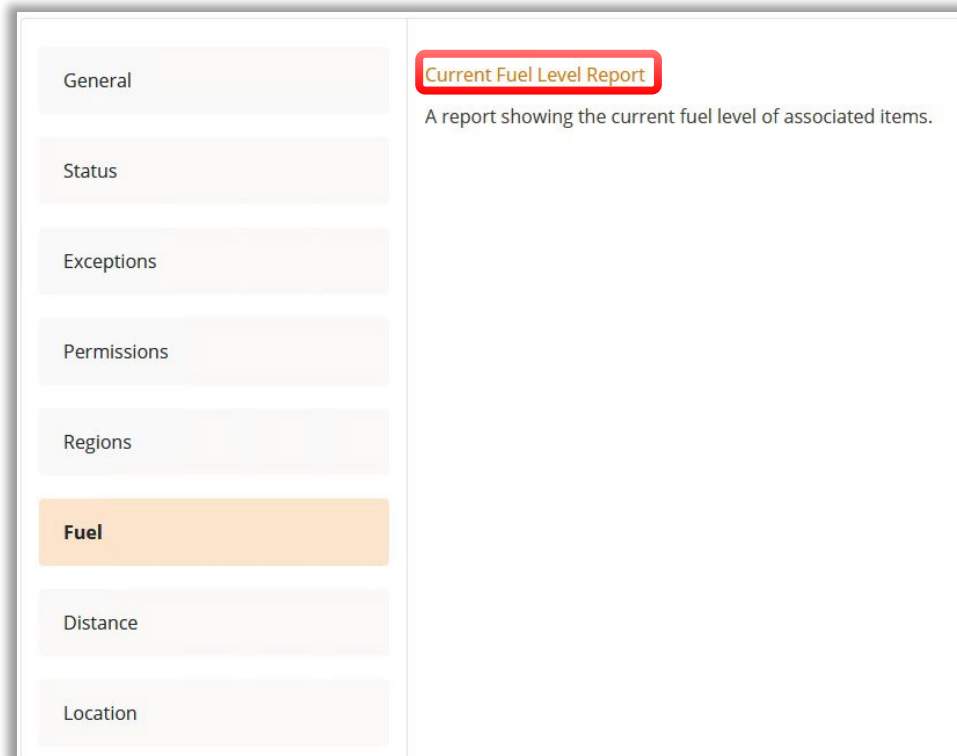 General
Status
Exceptions
Permissions
Regions
Fuel
Distance
Location
Current Fuel Level Report
A report showing the current fuel level of associated items.